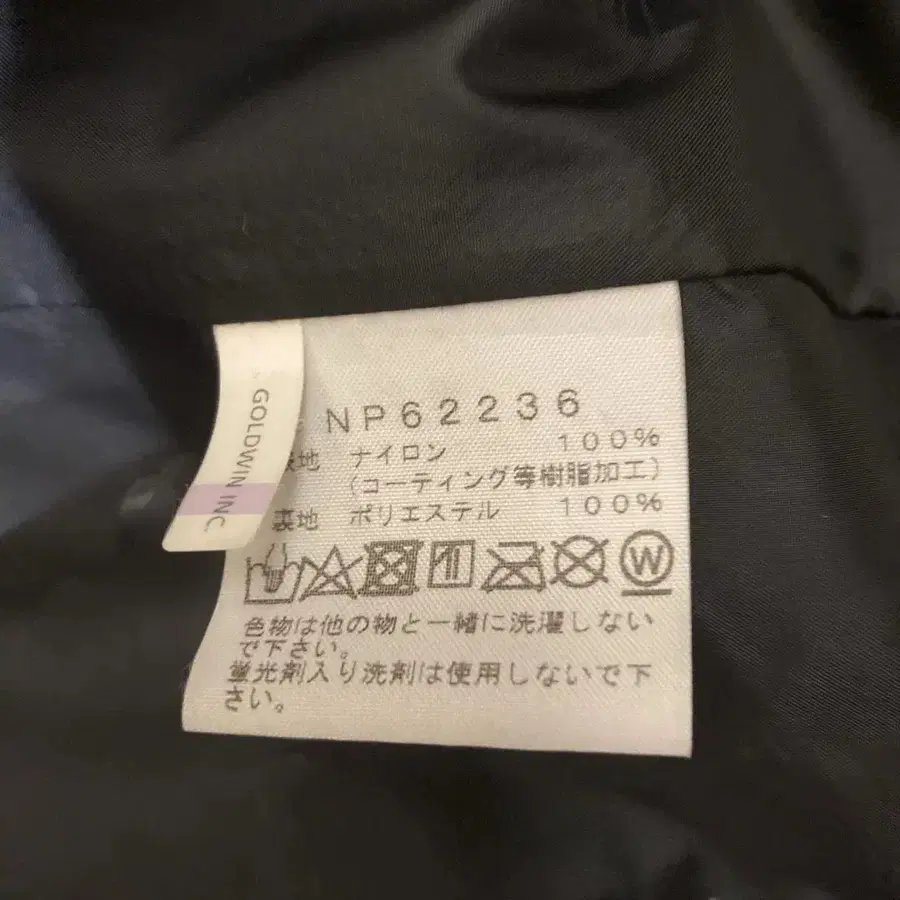 GOLDWIN INC.
NP62236
表地 ナイロン 100%
(コーティング等樹脂加工)
裏地 ポリエステル 100%
W
色物は他の物と一緒に洗濯しない
で下さい。
蛍光剤入り洗剤は使用しないで下
さい。